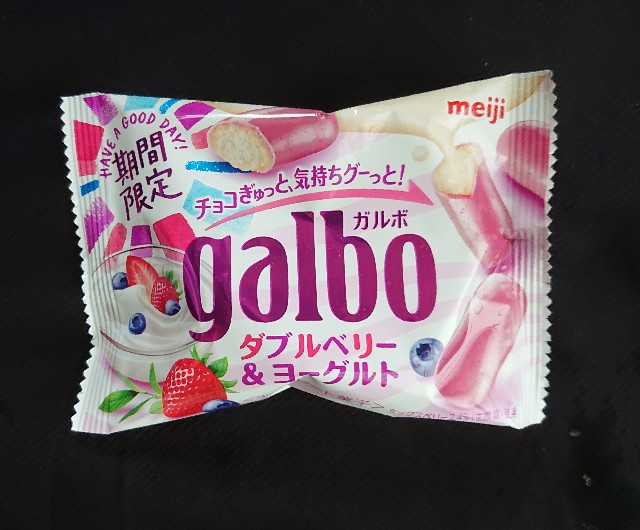 meiji
HAVE A GOOD DAY!
期間
限定
チョコぎゅっと、気持ちグーっと!
ガルボ
galbo
ダブルベリー
&ヨーグルト